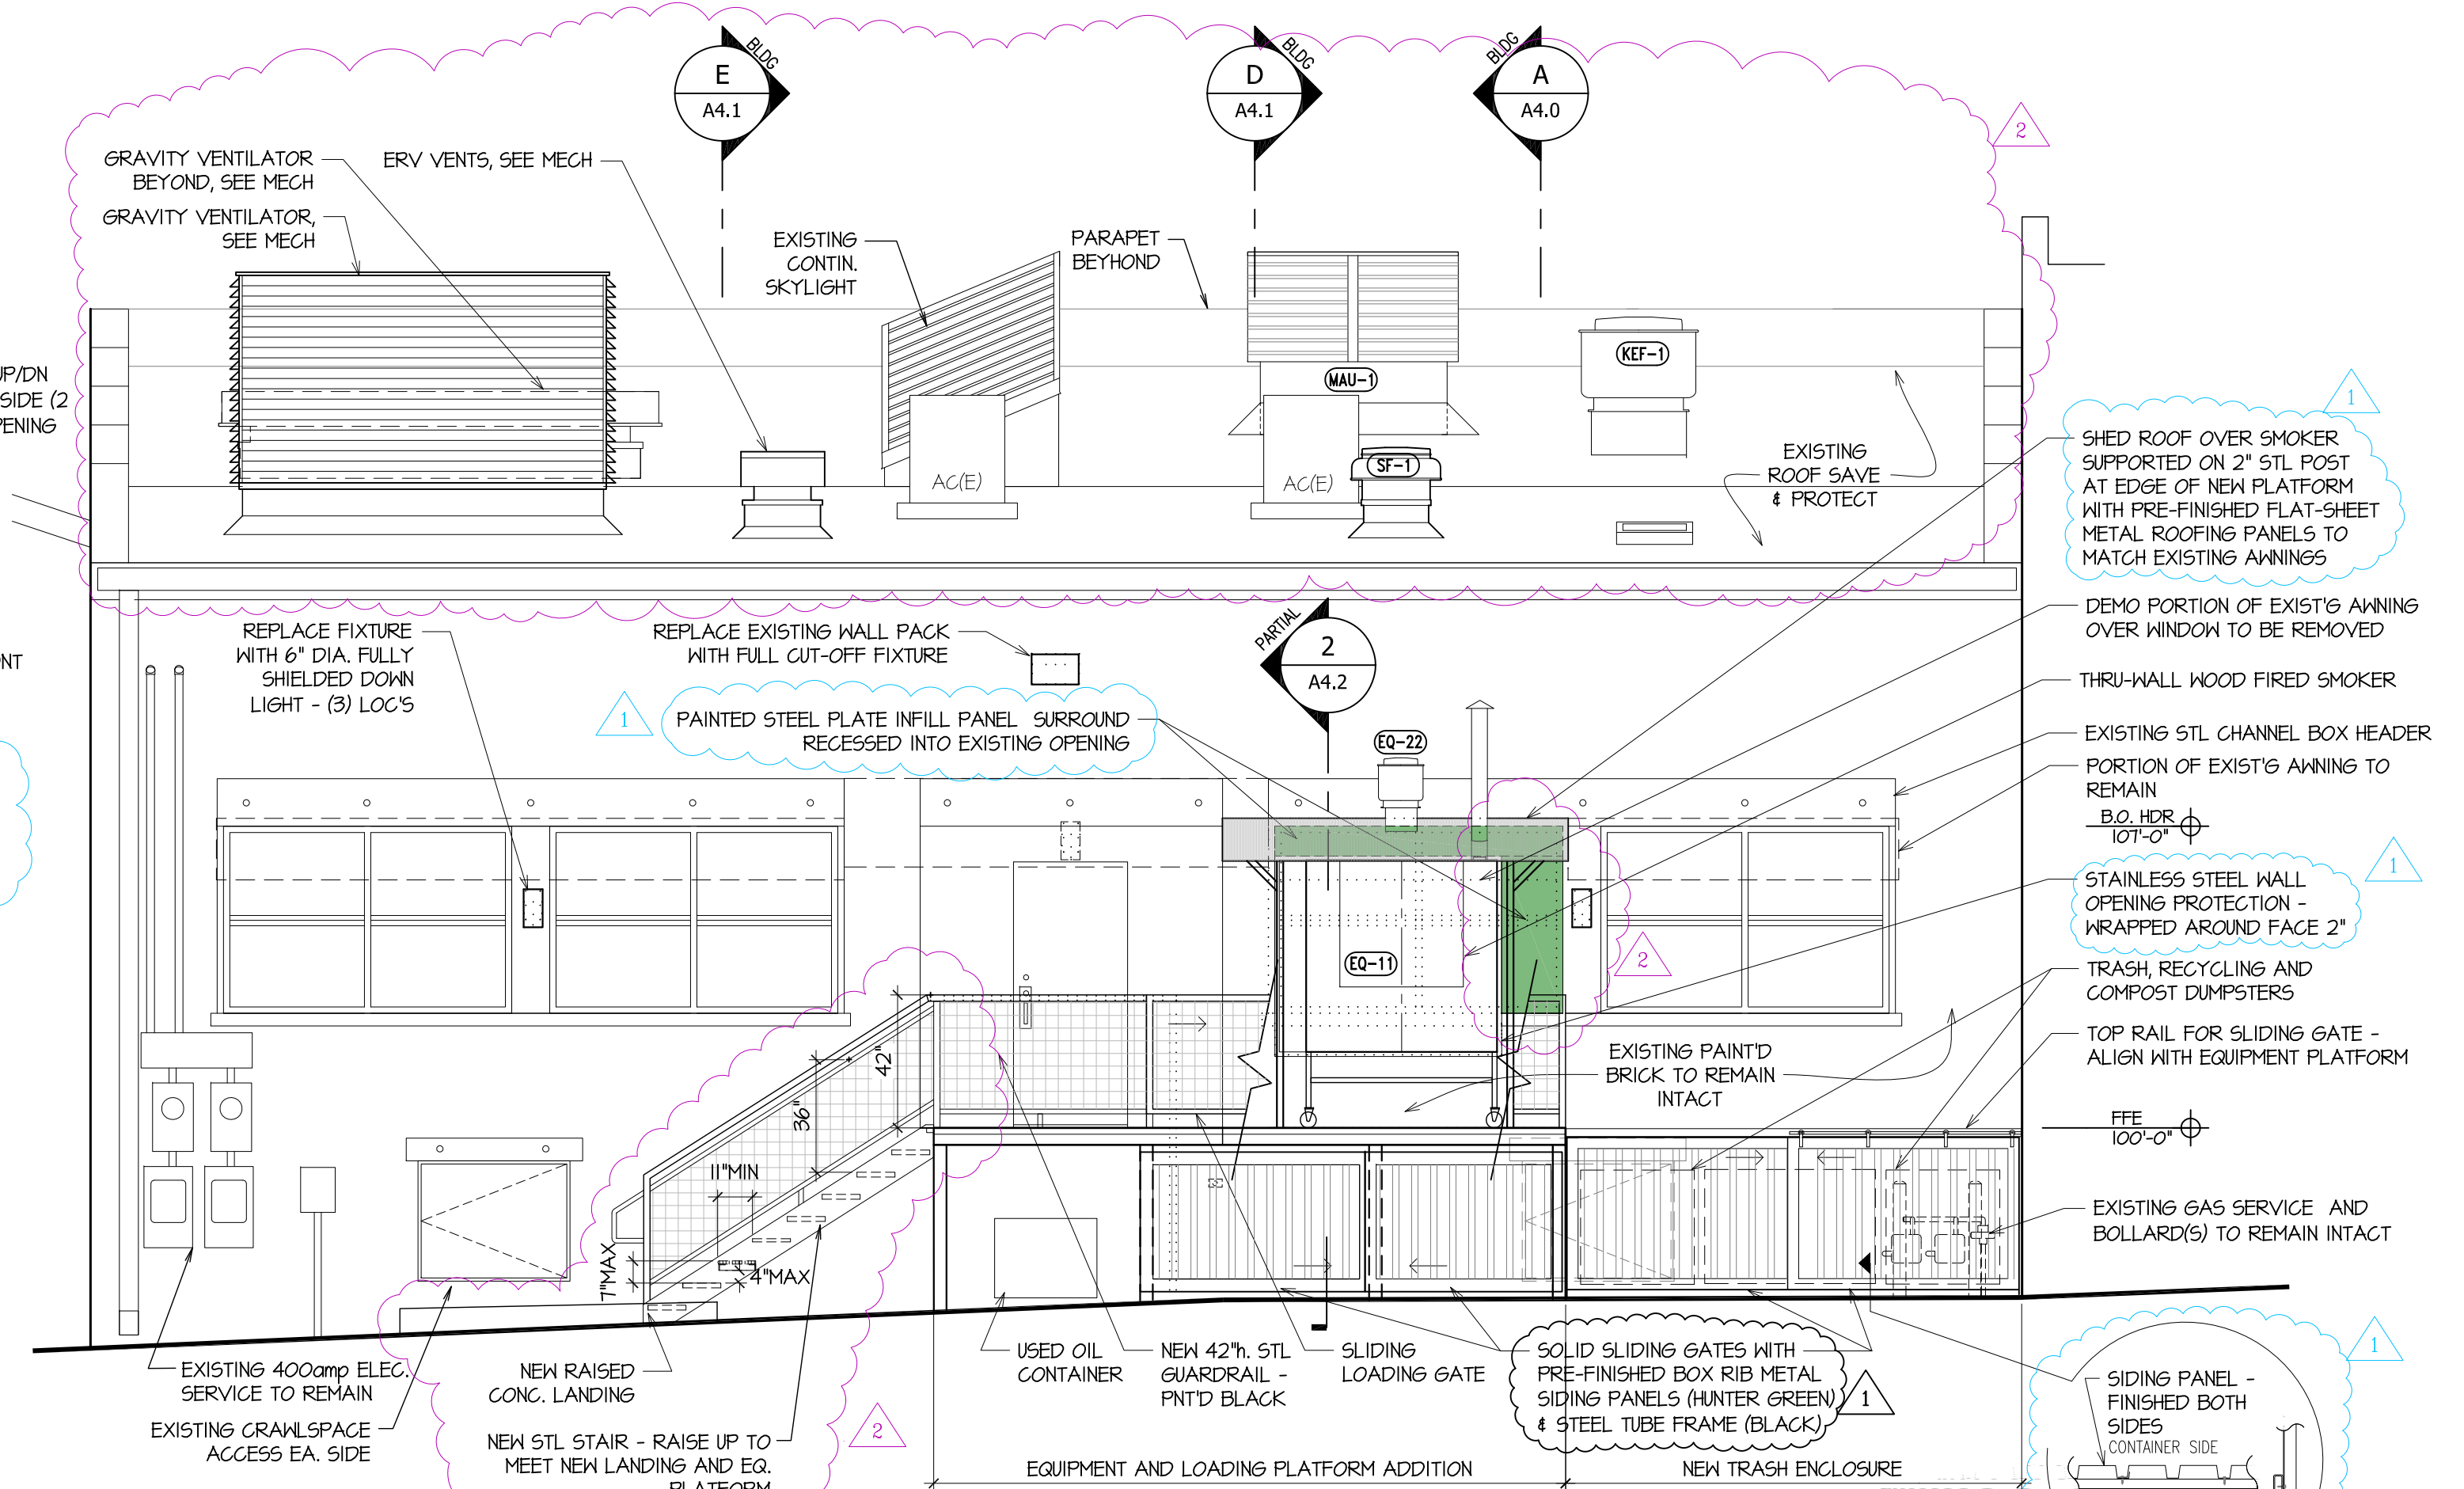 E
A4.1
BLDG
D
A4.1
BLDG
A
A4.0
BLDG
2
GRAVITY VENTILATOR
BEYOND, SEE MECH
GRAVITY VENTILATOR,
SEE MECH
ERV VENTS, SEE MECH
EXISTING
CONTIN.
SKYLIGHT
PARAPET
BEYHOND
KEF-1
MAU-1
SF-1
AC(E)
AC(E)
EXISTING
ROOF SAVE
& PROTECT
UP/DN
SIDE (2
PENING
1
SHED ROOF OVER SMOKER
SUPPORTED ON 2" STL POST
AT EDGE OF NEW PLATFORM
WITH PRE-FINISHED FLAT-SHEET
METAL ROOFING PANELS TO
MATCH EXISTING AWNINGS
DEMO PORTION OF EXIST'G AWNING
OVER WINDOW TO BE REMOVED
THRU-WALL WOOD FIRED SMOKER
EXISTING STL CHANNEL BOX HEADER
PORTION OF EXIST'G AWNING TO
REMAIN
B.O. HDR
107'-0"
1
STAINLESS STEEL WALL
OPENING PROTECTION -
WRAPPED AROUND FACE 2"
TRASH, RECYCLING AND
COMPOST DUMPSTERS
TOP RAIL FOR SLIDING GATE -
ALIGN WITH EQUIPMENT PLATFORM
FFE
100'-0"
EXISTING GAS SERVICE AND
BOLLARD(S) TO REMAIN INTACT
REPLACE FIXTURE
WITH 6" DIA. FULLY
SHIELDED DOWN
LIGHT - (3) LOC'S
REPLACE EXISTING WALL PACK
WITH FULL CUT-OFF FIXTURE
PARTIAL
2
A4.2
1
PAINTED STEEL PLATE INFILL PANEL SURROUND
RECESSED INTO EXISTING OPENING
EQ-22
EQ-11
2
EXISTING PAINT'D
BRICK TO REMAIN
INTACT
42"
36"
11"MIN
7"MAX
4"MAX
EXISTING 400amp ELEC.
SERVICE TO REMAIN
EXISTING CRAWLSPACE
ACCESS EA. SIDE
NEW RAISED
CONC. LANDING
NEW STL STAIR - RAISE UP TO
MEET NEW LANDING AND EQ.
PLATFORM
2
USED OIL
CONTAINER
NEW 42"h. STL
GUARDRAIL -
PNT'D BLACK
SLIDING
LOADING GATE
SOLID SLIDING GATES WITH
PRE-FINISHED BOX RIB METAL
SIDING PANELS (HUNTER GREEN)
& STEEL TUBE FRAME (BLACK)
1
EQUIPMENT AND LOADING PLATFORM ADDITION
NEW TRASH ENCLOSURE
1
SIDING PANEL -
FINISHED BOTH
SIDES
CONTAINER SIDE